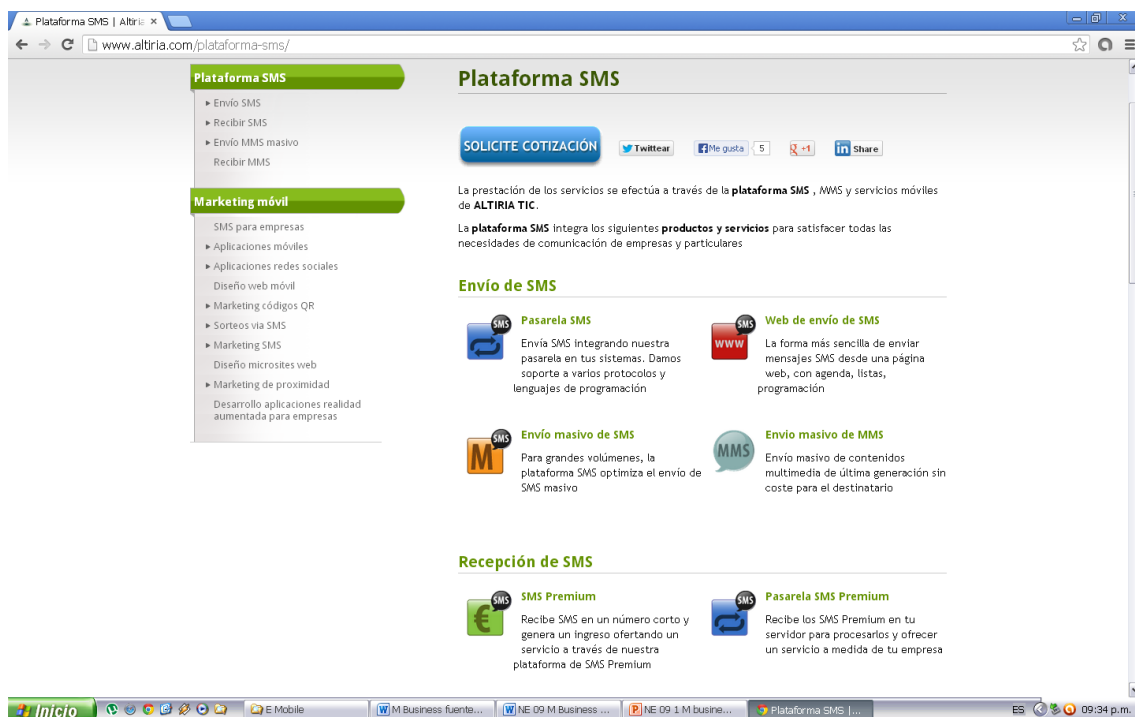 Plataforma SMS | Altiria
www.altiria.com/plataforma-sms/
Plataforma SMS
Envío SMS
Recibir SMS
Envío MMS masivo
Recibir MMS
Marketing móvil
SMS para empresas
Aplicaciones móviles
Aplicaciones redes sociales
Diseño web móvil
Marketing códigos QR
Sorteos via SMS
Marketing SMS
Diseño microsites web
Marketing de proximidad
Desarrollo aplicaciones realidad
aumentada para empresas
Plataforma SMS
SOLICITE COTIZACIÓN
Twittear
Me gusta
5
+1
in Share
La prestación de los servicios se efectúa a través de la plataforma SMS , MMS y servicios móviles
de ALTIRIA TIC.
La plataforma SMS integra los siguientes productos y servicios para satisfacer todas las
necesidades de comunicación de empresas y particulares
Envío de SMS
SMS
Pasarela SMS
Envía SMS integrando nuestra
pasarela en tus sistemas. Damos
soporte a varios protocolos y
lenguajes de programación
SMS
WWW
Web de envío de SMS
La forma más sencilla de enviar
mensajes SMS desde una página
web, con agenda, listas,
programación
SMS
M
Envío masivo de SMS
Para grandes volúmenes, la
plataforma SMS optimiza el envío de
SMS masivo
MMS
Envio masivo de MMS
Envío masivo de contenidos
multimedia de última generación sin
coste para el destinatario
Recepción de SMS
SMS
€
SMS Premium
Recibe SMS en un número corto y
genera un ingreso ofertando un
servicio a través de nuestra
plataforma de SMS Premium
SMS
Pasarela SMS Premium
Recibe los SMS Premium en tu
servidor para procesarlos y ofrecer
un servicio a medida de tu empresa
Inicio
E Mobile
M Business fuente...
NE 09 M Business ...
NE 09 1 M busine...
Plataforma SMS |...
ES
09:34 p.m.